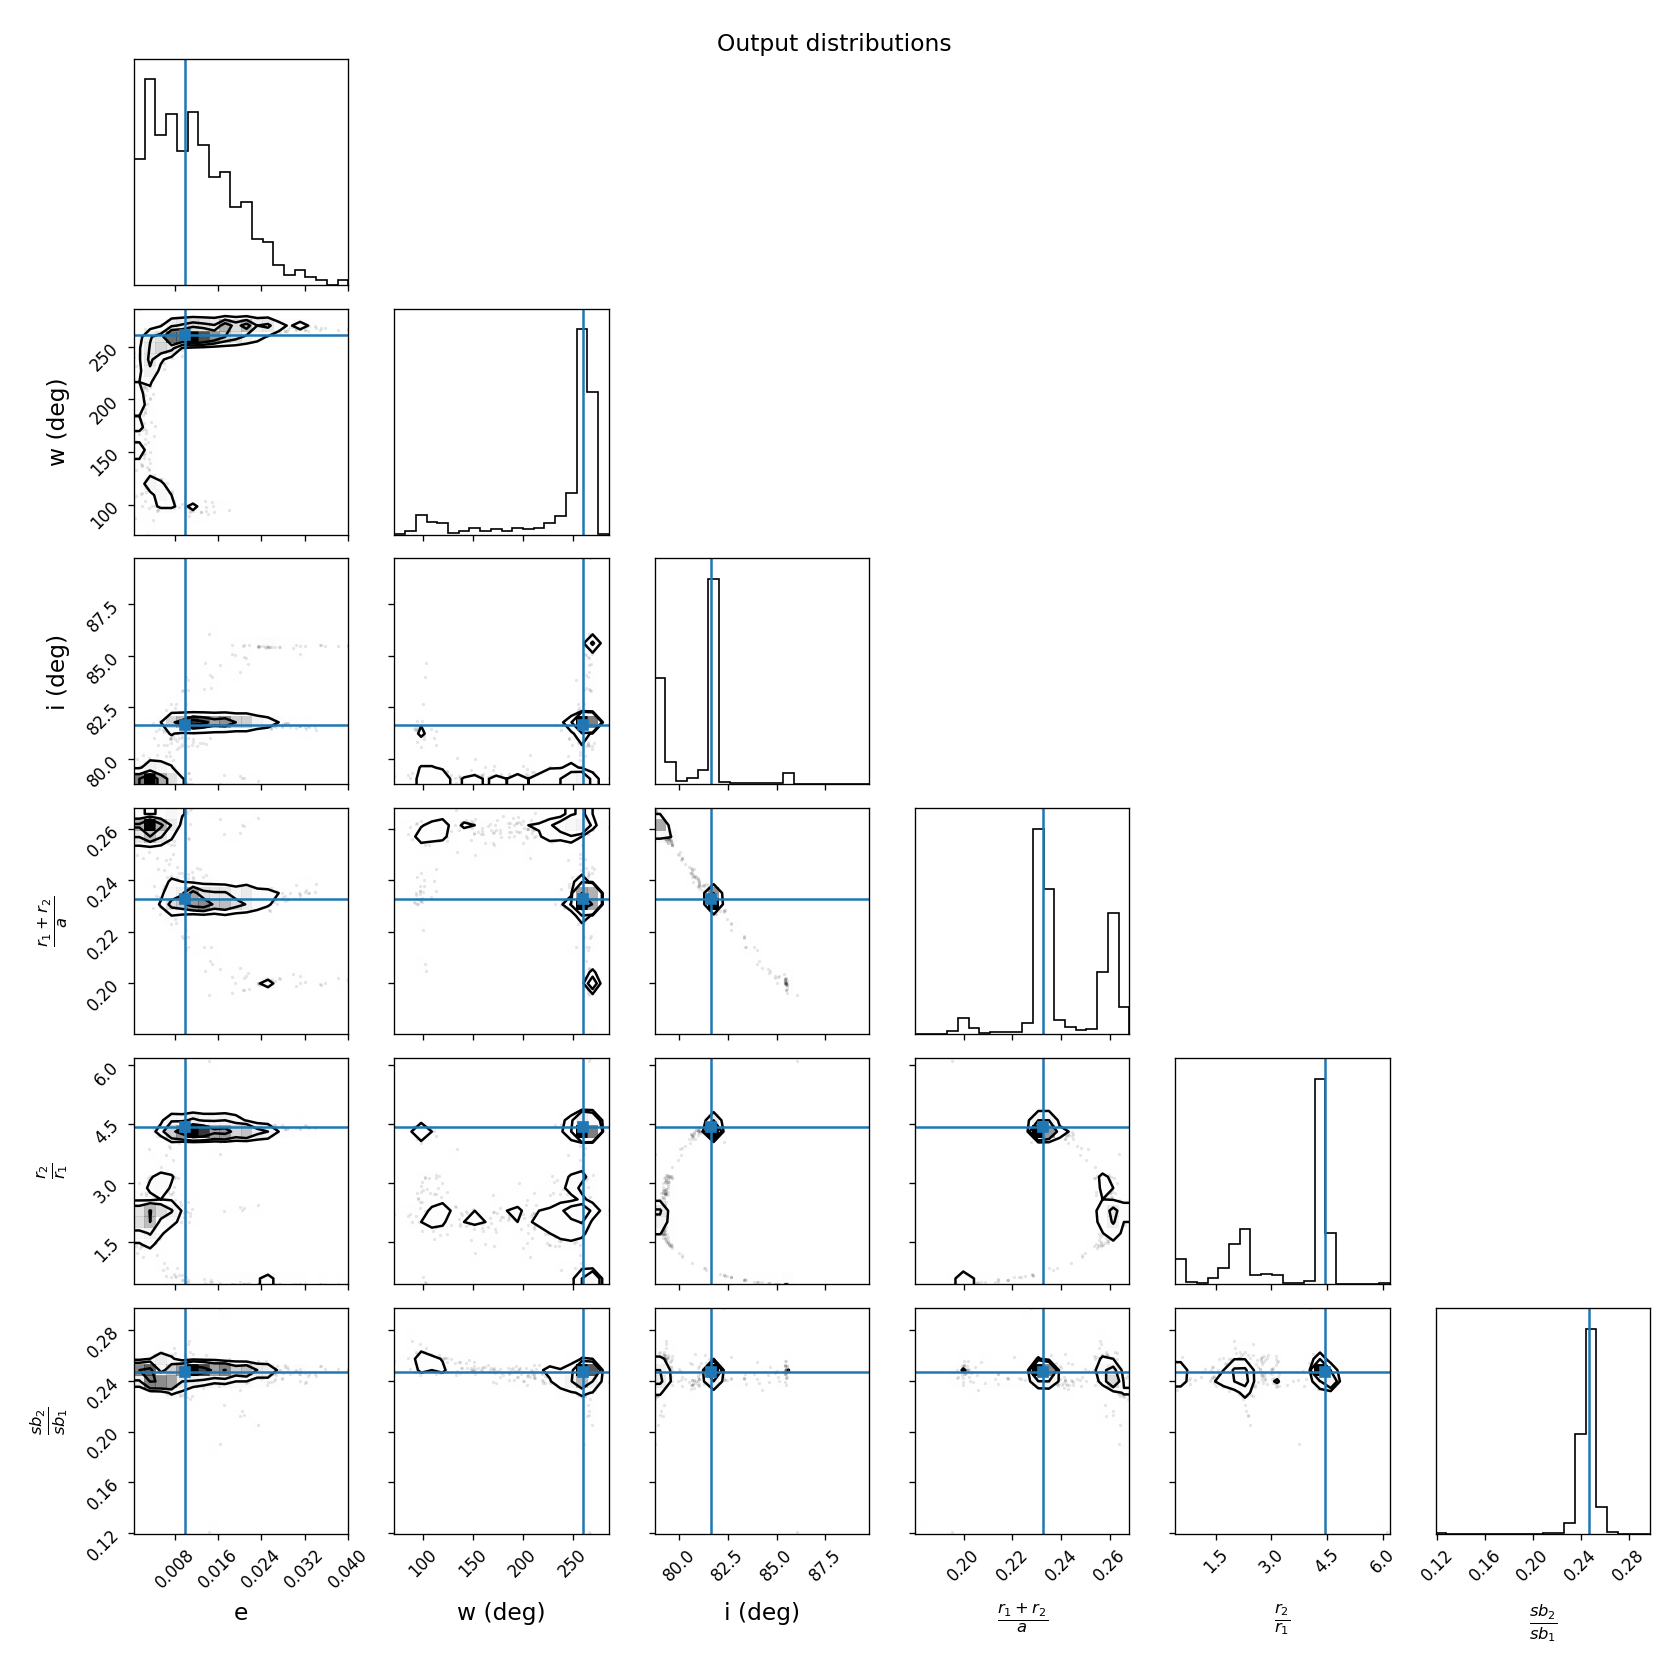 Output distributions
w (deg)
250
200
150
100
i (deg)
87.5
85.0
82.5
80.0
r₁ + r₂
a
0.26
0.24
0.22
0.20
r₂
r₁
6.0
4.5
3.0
1.5
sb₂
sb₁
0.28
0.24
0.20
0.16
0.12
0.008 0.016 0.024 0.032 0.040 100 150 200 250 80.0 82.5 85.0 87.5 0.20 0.22 0.24 0.26 1.5 3.0 4.5 6.0 0.12 0.16 0.20 0.24 0.28
e w (deg) i (deg)
r₁ + r₂
a
r₂
r₁
sb₂
sb₁